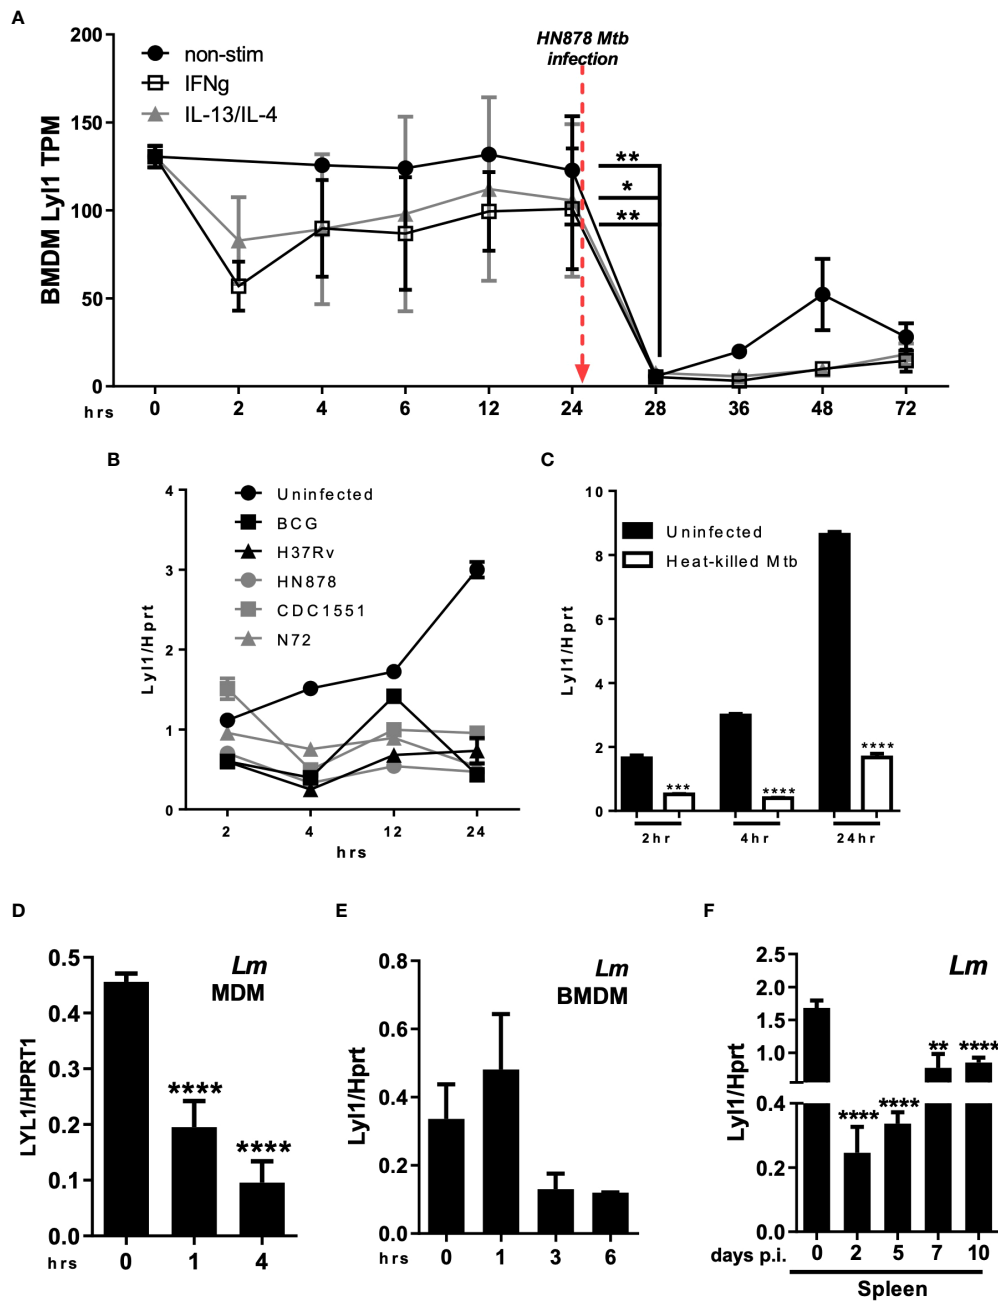 A
HN878 Mtb
infection
non-stim
IFNg
IL-13/IL-4
BMDM Lyl1 TPM
200
150
100
50
0
**
*
**
hrs 0 2 4 6 12 24 28 36 48 72
B
Uninfected
BCG
H37Rv
HN878
CDC1551
N72
Lyl1/Hprt
4
3
2
1
0
2 4 12 24
hrs
C
Uninfected
Heat-killed Mtb
Lyl1/Hprt
10
8
6
4
2
0
*** **** ****
2hr 4hr 24hr
D
Lm
MDM
LYL1/HPRT1
0.5
0.4
0.3
0.2
0.1
0.0
**** ****
hrs 0 1 4
E
Lm
BMDM
Lyl1/Hprt
0.8
0.6
0.4
0.2
0.0
hrs 0 1 3 6
F
Lm
Lyl1/Hprt
2.5
2.0
1.5
1.0
0.4
0.2
0.0
**** **** ** ****
days p.i. 0 2 5 7 10
Spleen